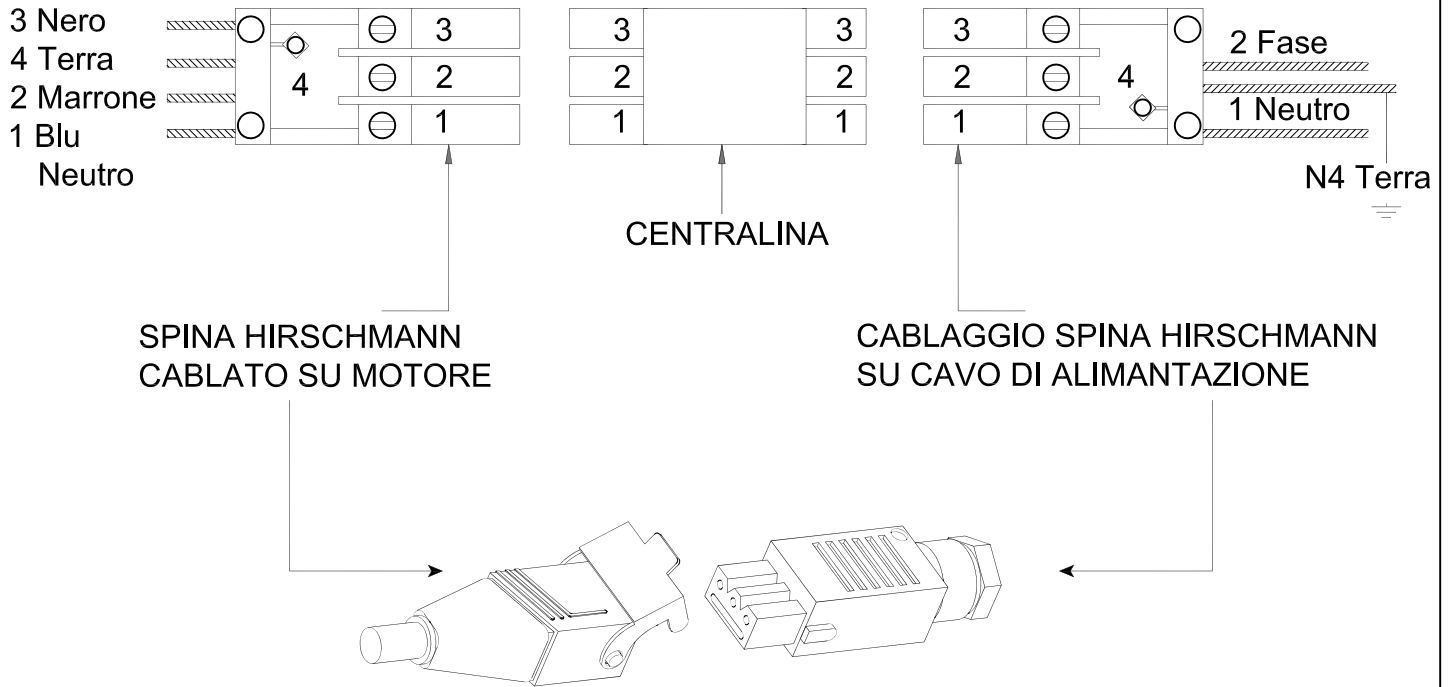 3 Nero
4 Terra
2 Marrone
1 Blu
Neutro
4
3
2
1
3
2
1
3
2
1
3
2
1
4
2 Fase
1 Neutro
N4 Terra
CENTRALINA
SPINA HIRSCHMANN
CABLATO SU MOTORE
CABLAGGIO SPINA HIRSCHMANN
SU CAVO DI ALIMANTAZIONE